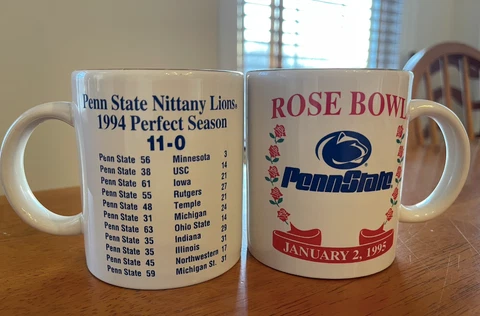 Penn State Nittany Lions®
1994 Perfect Season
11-0
Penn State 56 Minnesota 3
Penn State 38 USC 14
Penn State 61 Iowa 21
Penn State 55 Rutgers 27
Penn State 48 Temple 21
Penn State 31 Michigan 24
Penn State 63 Ohio State 14
Penn State 35 Indiana 29
Penn State 35 Illinois 31
Penn State 45 Northwestern 17
Penn State 59 Michigan St. 31
ROSE BOWL
PENNSTATE
JANUARY 2, 1995